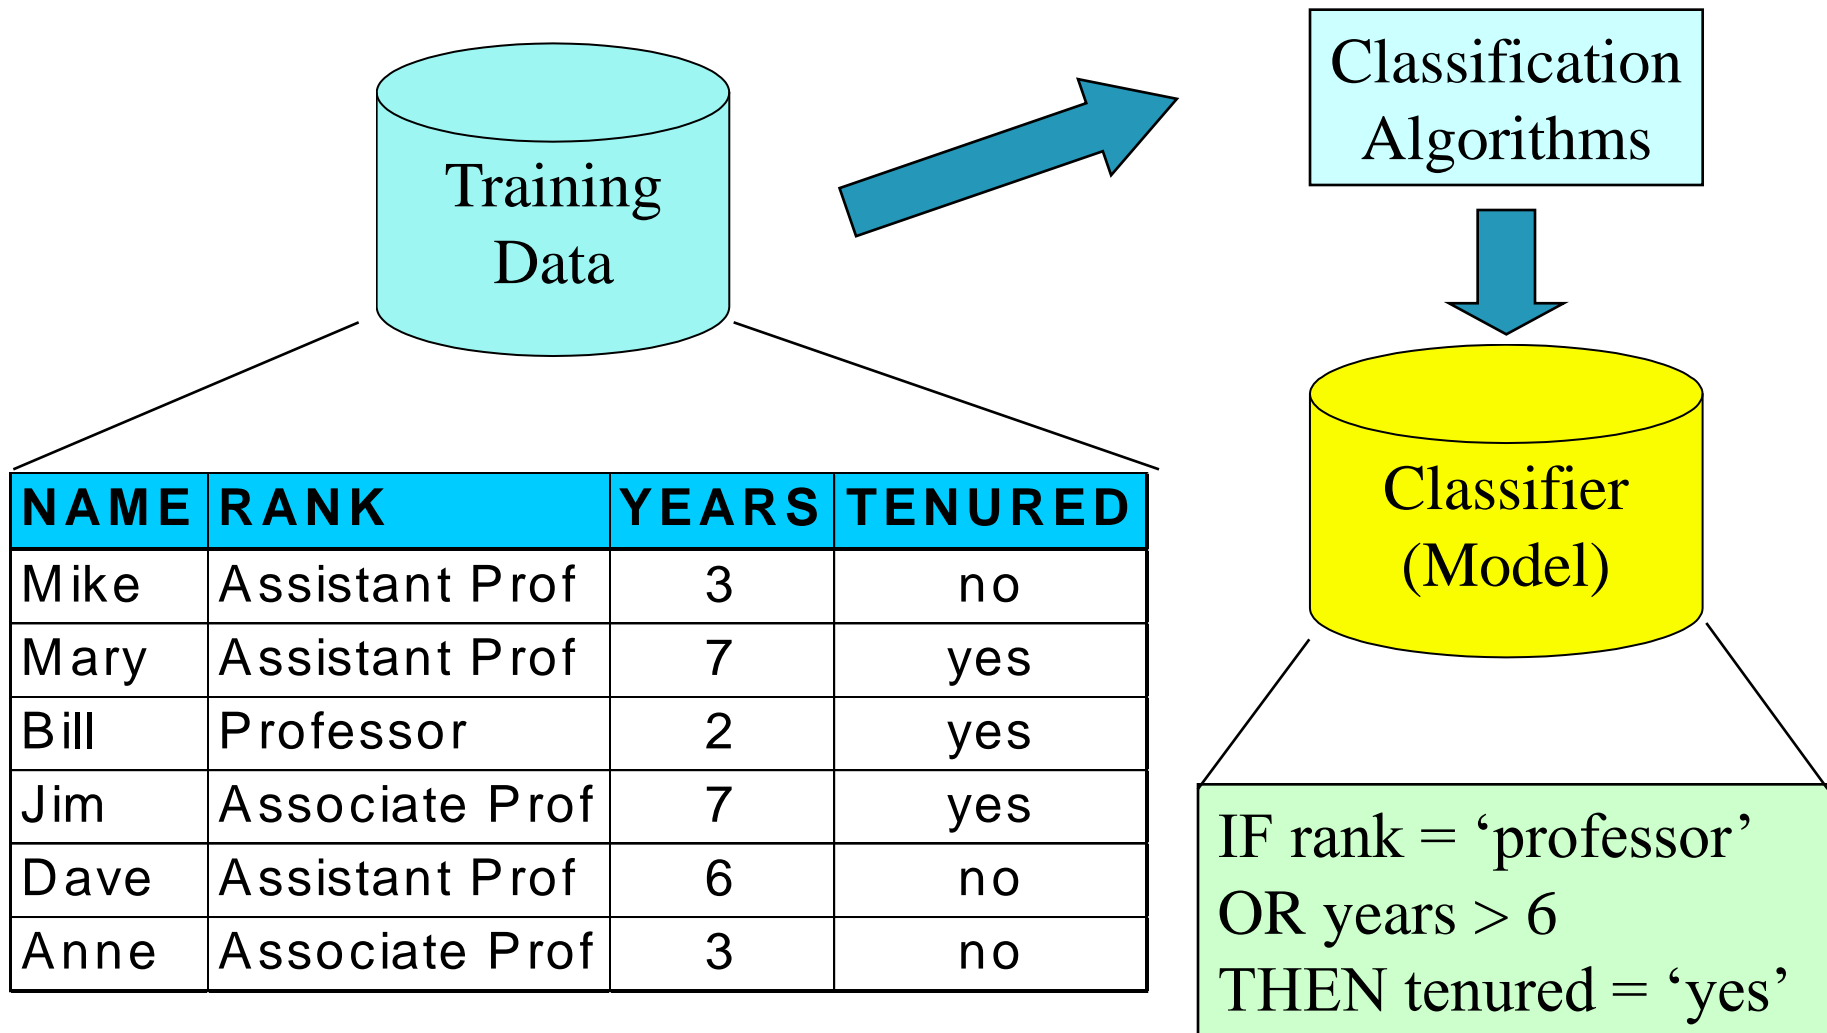 Training
Data
Classification
Algorithms
NAME RANK YEARS TENURED
Mike Assistant Prof 3 no
Mary Assistant Prof 7 yes
Bill Professor 2 yes
Jim Associate Prof 7 yes
Dave Assistant Prof 6 no
Anne Associate Prof 3 no
Classifier
(Model)
IF rank = ‘professor’
OR years > 6
THEN tenured = ‘yes’